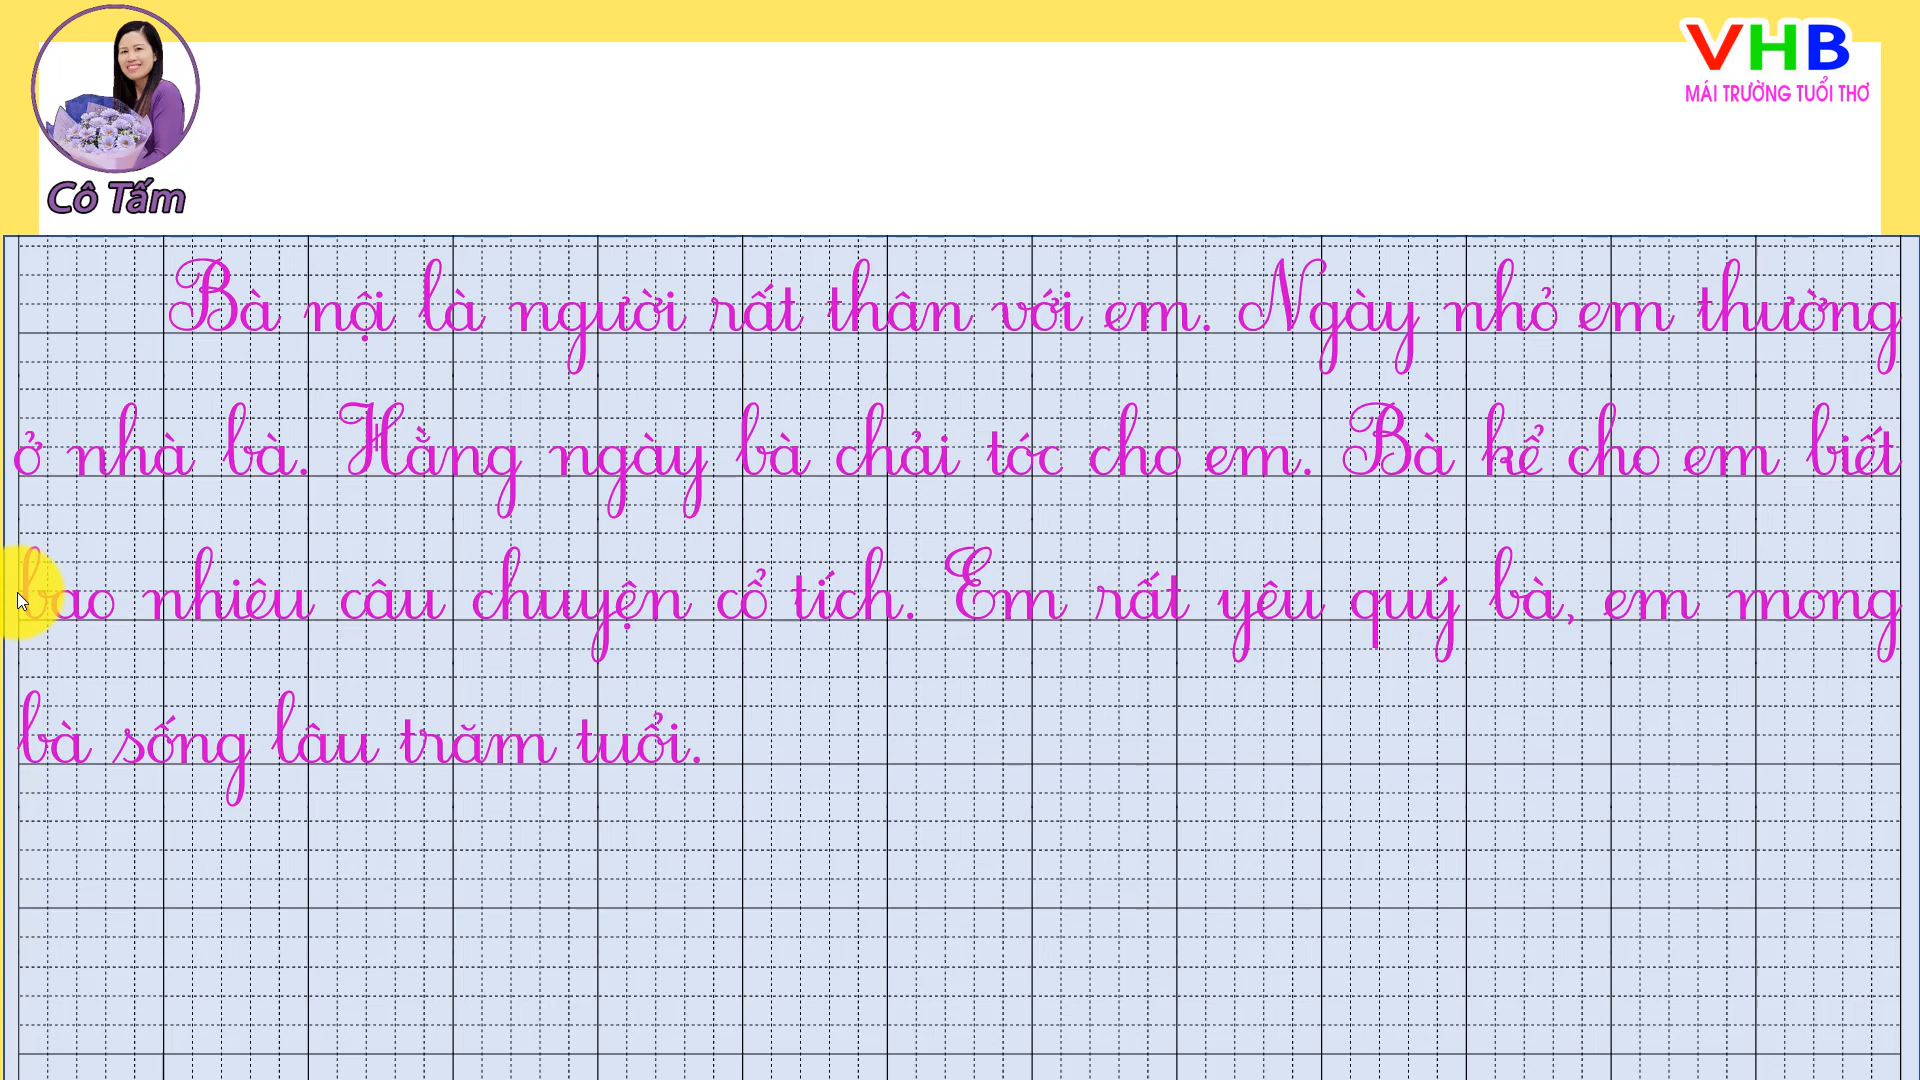 VHB
MÁI TRƯỜNG TUỔI THƠ
Cô Tấm
Bà nội là người rất thân với em. Ngày nhỏ em thường
ở nhà bà. Hằng ngày bà chải tóc cho em. Bà kể cho em biết
bao nhiêu câu chuyện cổ tích. Em rất yêu quý bà, em mong
bà sống lâu trăm tuổi.